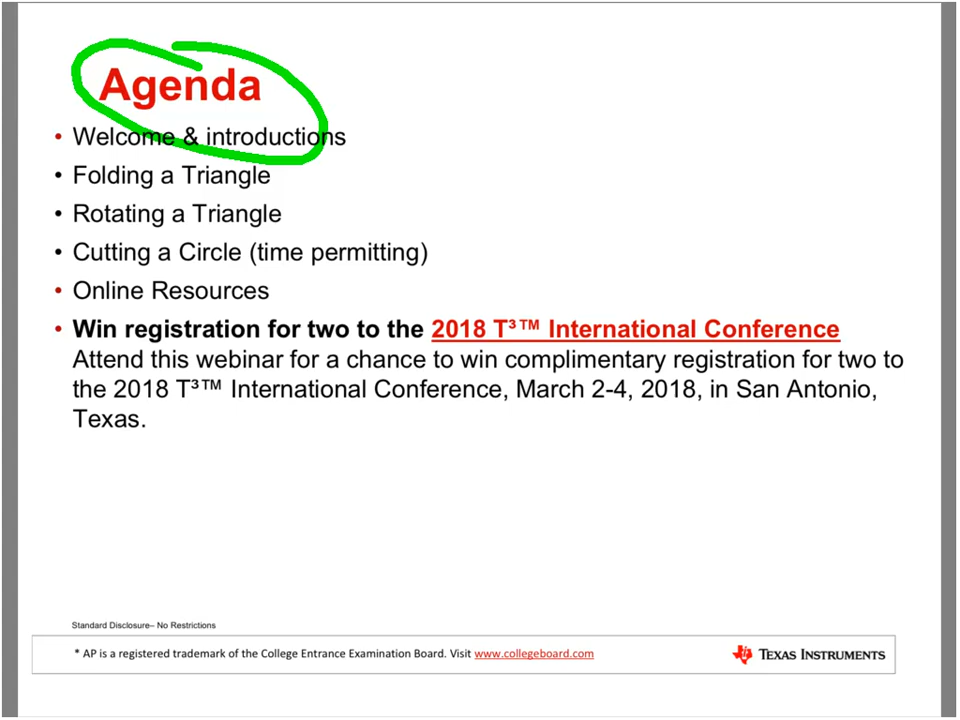 Agenda
• Welcome & introductions
• Folding a Triangle
• Rotating a Triangle
• Cutting a Circle (time permitting)
• Online Resources
• Win registration for two to the 2018 T³™ International Conference
Attend this webinar for a chance to win complimentary registration for two to
the 2018 T³™ International Conference, March 2-4, 2018, in San Antonio,
Texas.
Standard Disclosure– No Restrictions
* AP is a registered trademark of the College Entrance Examination Board. Visit www.collegeboard.com
TEXAS INSTRUMENTS